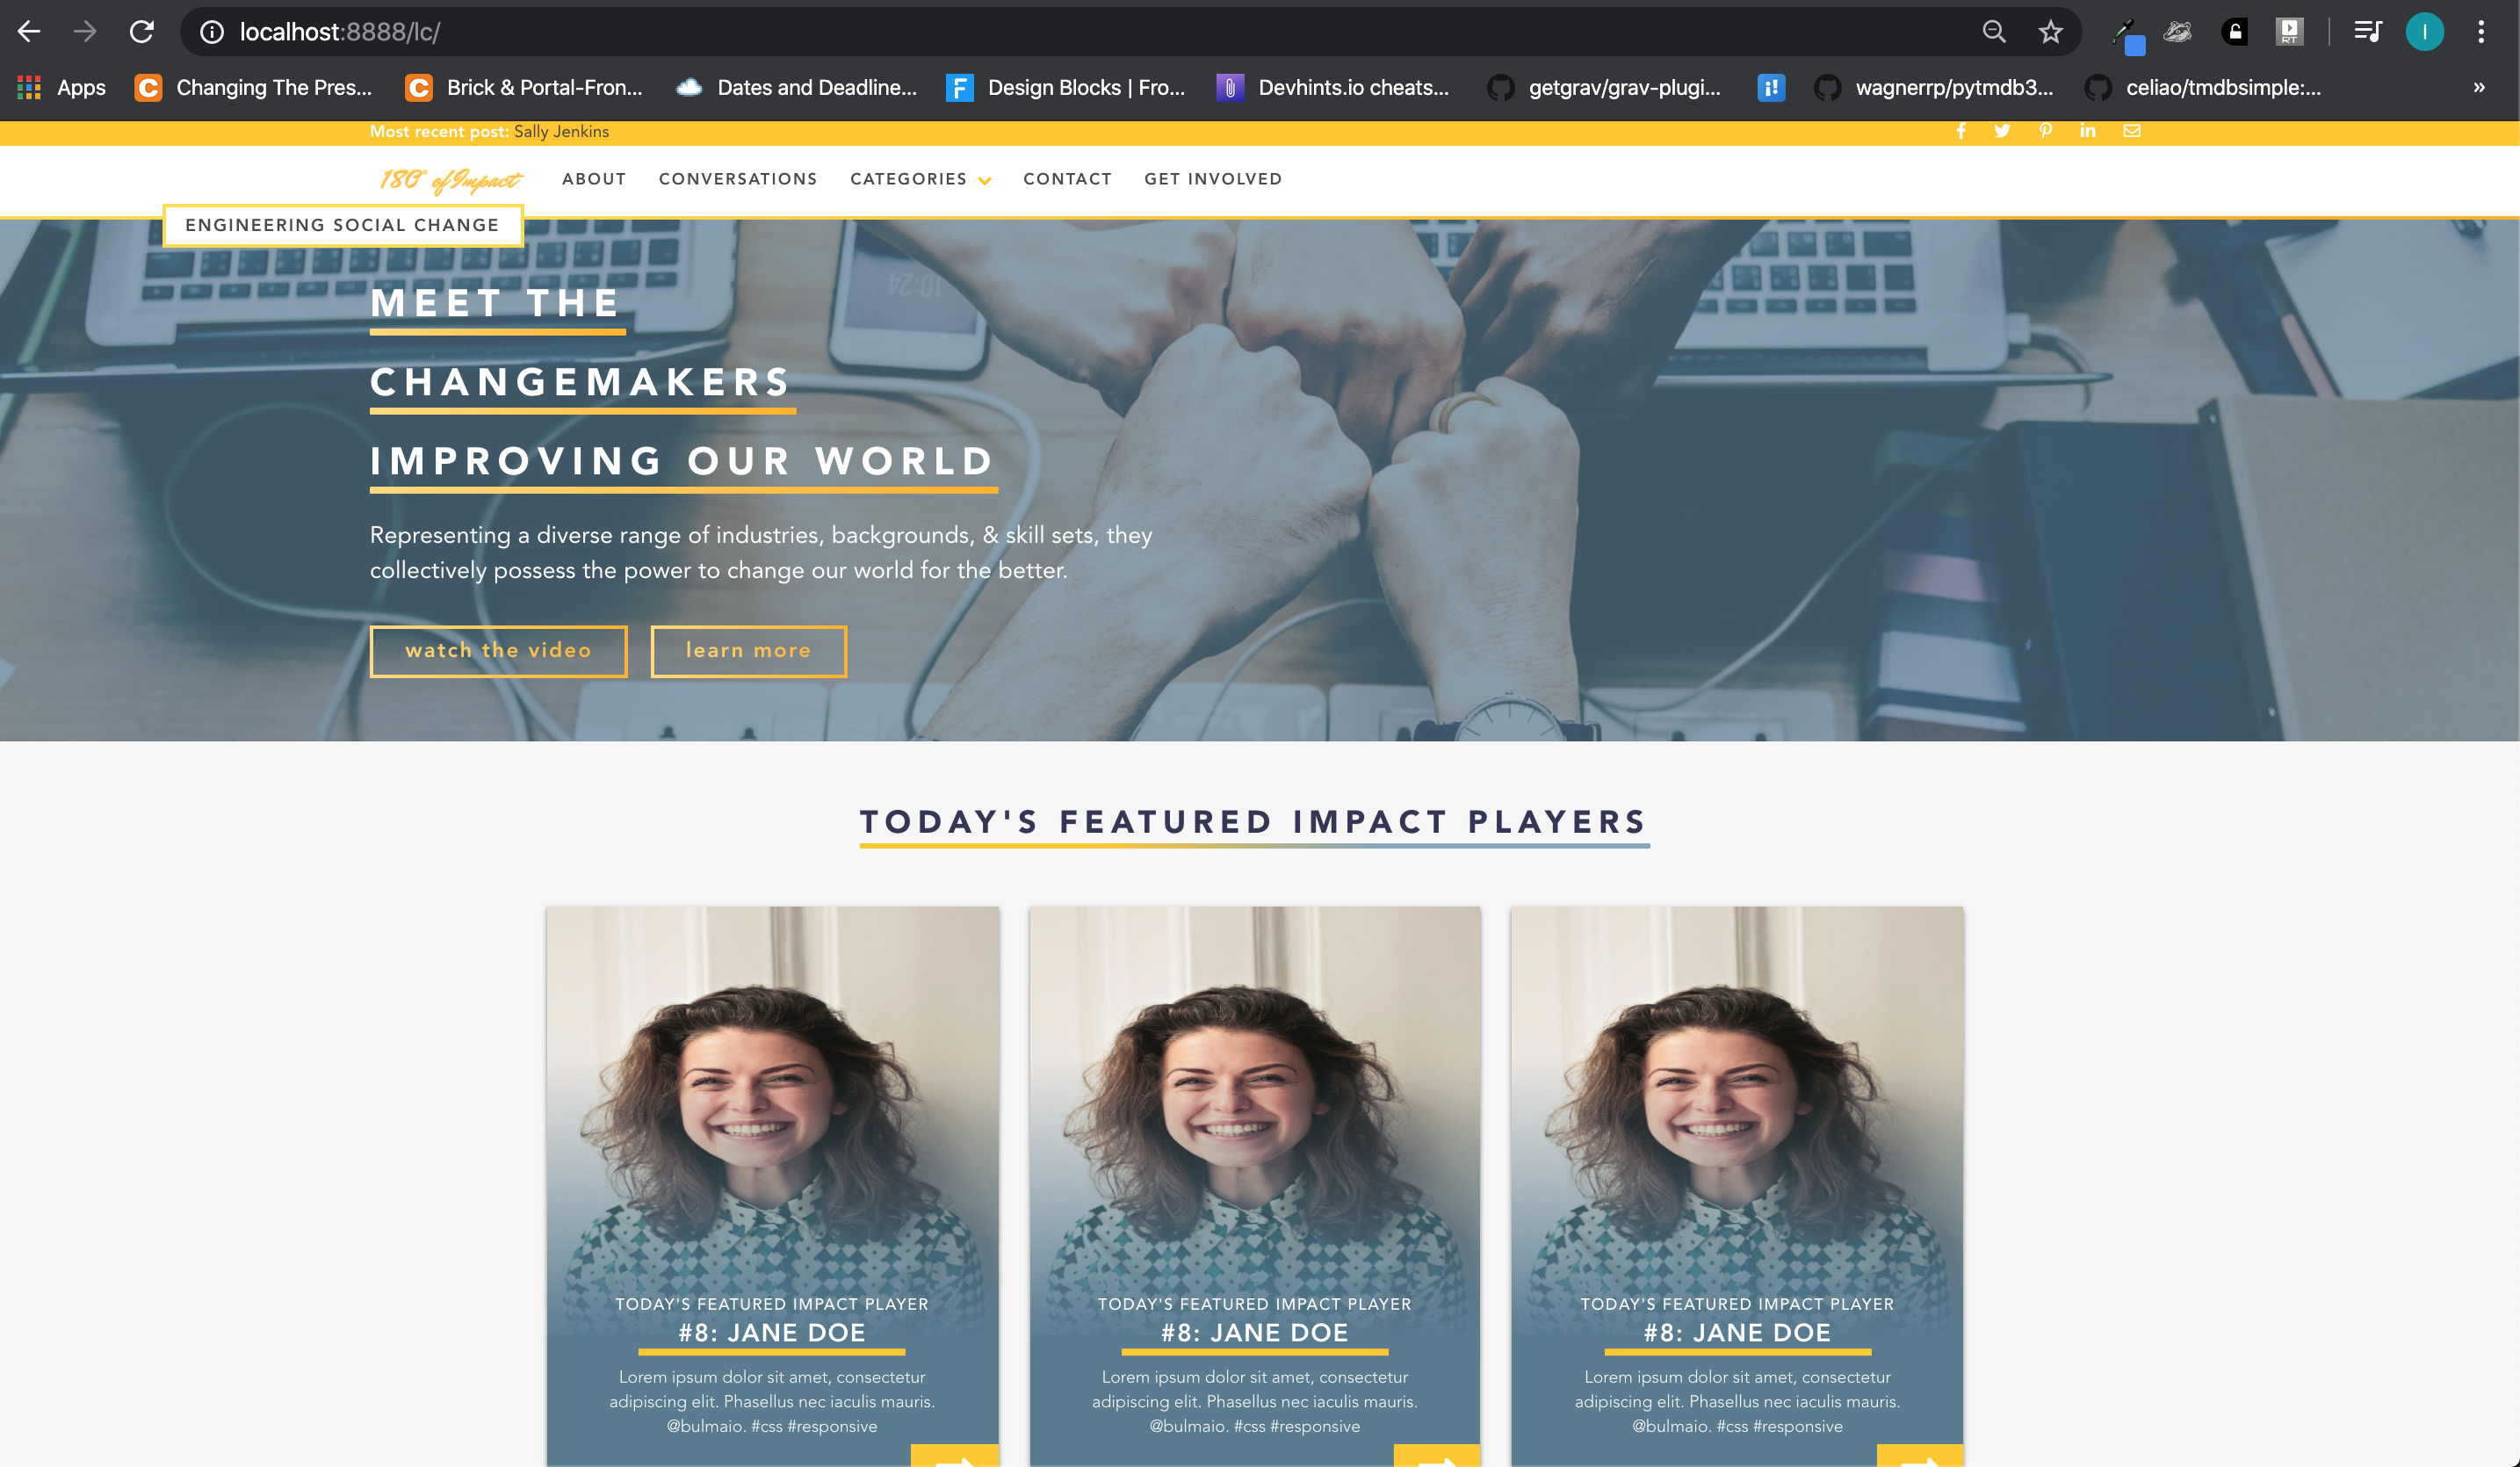 localhost:8888/lc/
Apps
Changing The Pres...
Brick & Portal-Fron...
Dates and Deadline...
Design Blocks | Fro...
Devhints.io cheats...
getgrav/grav-plugi...
wagnerrp/pytmdb3...
celiao/tmdbsimple:...
»
Most recent post: Sally Jenkins
180° of Impact
ABOUT
CONVERSATIONS
CATEGORIES
CONTACT
GET INVOLVED
ENGINEERING SOCIAL CHANGE
10:24
MEET THE
CHANGEMAKERS
IMPROVING OUR WORLD
Representing a diverse range of industries, backgrounds, & skill sets, they
collectively possess the power to change our world for the better.
watch the video
learn more
TODAY'S FEATURED IMPACT PLAYERS
TODAY'S FEATURED IMPACT PLAYER
#8: JANE DOE
Lorem ipsum dolor sit amet, consectetur
adipiscing elit. Phasellus nec iaculis mauris.
@bulmaio. #css #responsive
TODAY'S FEATURED IMPACT PLAYER
#8: JANE DOE
Lorem ipsum dolor sit amet, consectetur
adipiscing elit. Phasellus nec iaculis mauris.
@bulmaio. #css #responsive
TODAY'S FEATURED IMPACT PLAYER
#8: JANE DOE
Lorem ipsum dolor sit amet, consectetur
adipiscing elit. Phasellus nec iaculis mauris.
@bulmaio. #css #responsive